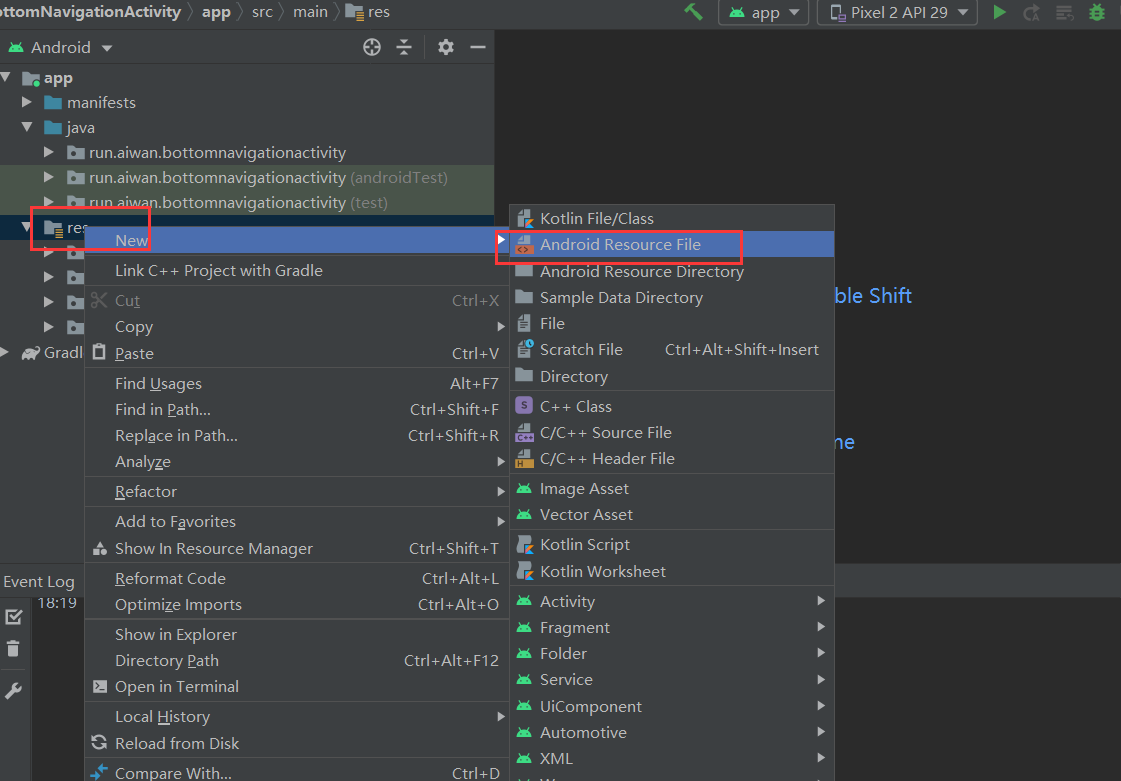 ottomNavigationActivity app src main res app Pixel 2 API 29
Android
app
manifests
java
run.aiwan.bottomnavigationactivity
run.aiwan.bottomnavigationactivity (androidTest)
run.aiwan.bottomnavigationactivity (test)
res
Gradl
Event Log
18:19
New
Link C++ Project with Gradle
Cut Ctrl+X
Copy
Paste Ctrl+V
Find Usages Alt+F7
Find in Path... Ctrl+Shift+F
Replace in Path... Ctrl+Shift+R
Analyze
Refactor
Add to Favorites
Show In Resource Manager Ctrl+Shift+T
Reformat Code Ctrl+Alt+L
Optimize Imports Ctrl+Alt+O
Show in Explorer
Directory Path Ctrl+Alt+F12
Open in Terminal
Local History
Reload from Disk
Compare With... Ctrl+D
Kotlin File/Class
Android Resource File
Android Resource Directory
Sample Data Directory
File
Scratch File Ctrl+Alt+Shift+Insert
Directory
C++ Class
C/C++ Source File
C/C++ Header File
Image Asset
Vector Asset
Kotlin Script
Kotlin Worksheet
Activity
Fragment
Folder
Service
UiComponent
Automotive
XML
ble Shift
me